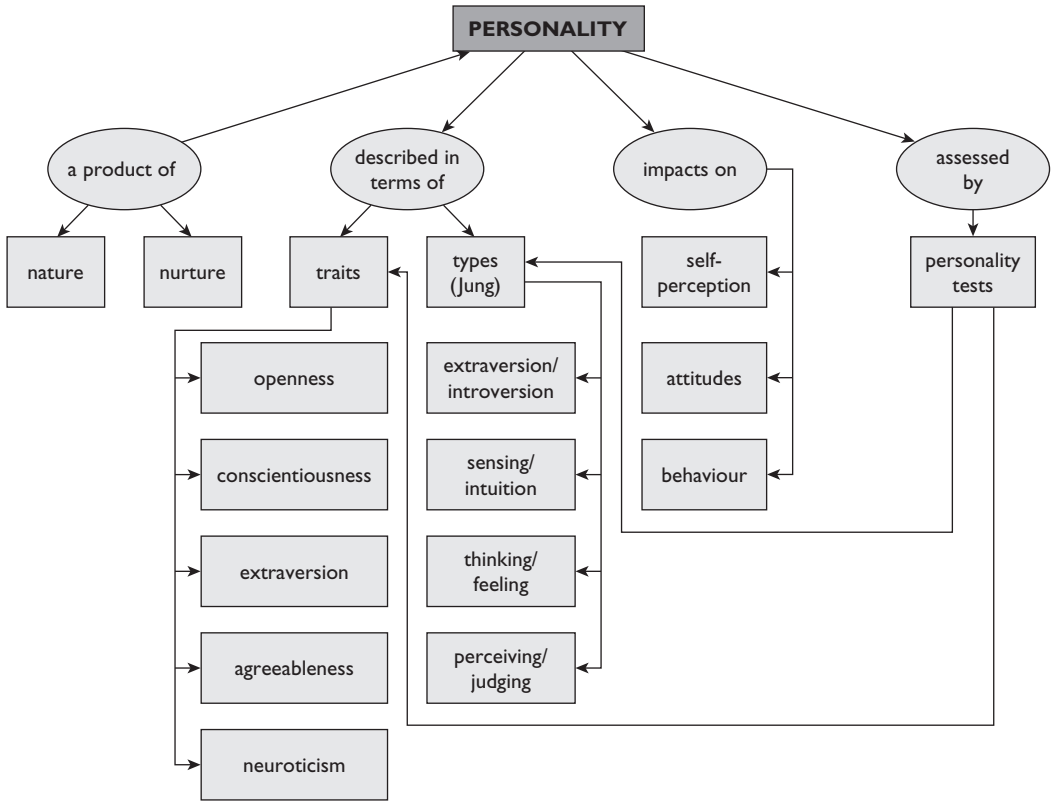 PERSONALITY
a product of
described in
terms of
impacts on
assessed
by
nature
nurture
traits
types
(Jung)
self-
perception
personality
tests
openness
extraversion/
introversion
attitudes
conscientiousness
sensing/
intuition
behaviour
extraversion
thinking/
feeling
agreeableness
perceiving/
judging
neuroticism